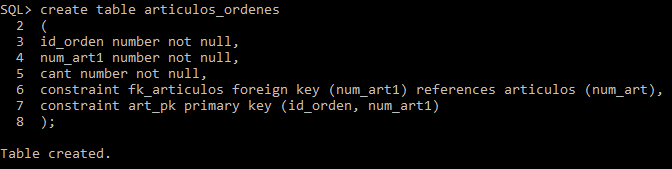 SQL> create table articulos_ordenes
2 (
3 id_orden number not null,
4 num_art1 number not null,
5 cant number not null,
6 constraint fk_articulos foreign key (num_art1) references articulos (num_art),
7 constraint art_pk primary key (id_orden, num_art1)
8 );
Table created.